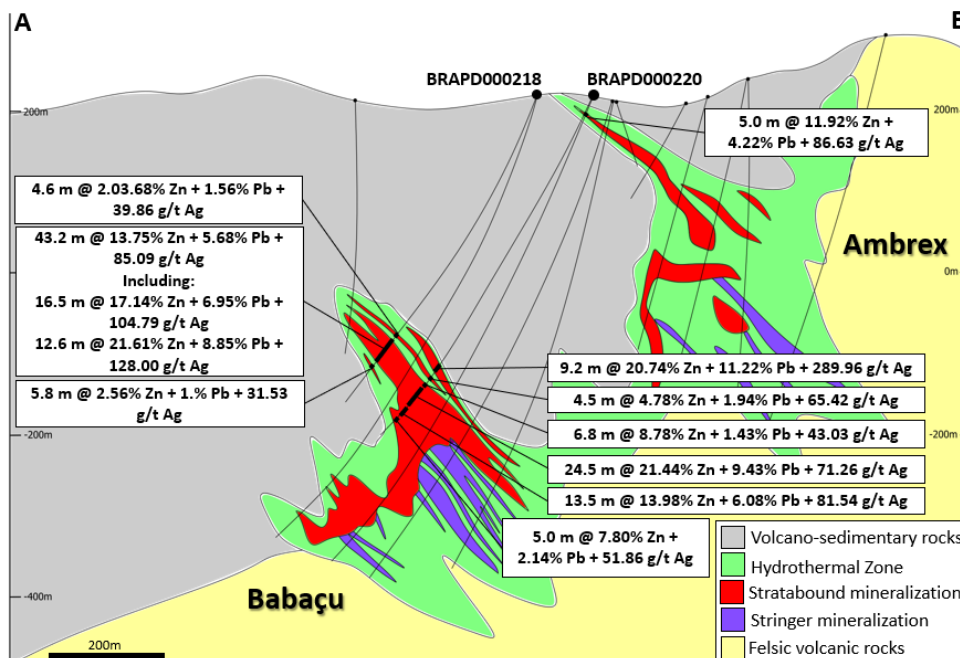 A
B
BRAPD000218
BRAPD000220
200m
200m
5.0 m @ 11.92% Zn +
4.22% Pb + 86.63 g/t Ag
4.6 m @ 2.03.68% Zn + 1.56% Pb +
39.86 g/t Ag
43.2 m @ 13.75% Zn + 5.68% Pb +
85.09 g/t Ag
Including:
16.5 m @ 17.14% Zn + 6.95% Pb +
104.79 g/t Ag
12.6 m @ 21.61% Zn + 8.85% Pb +
128.00 g/t Ag
5.8 m @ 2.56% Zn + 1.% Pb + 31.53
g/t Ag
Ambrex
0m
9.2 m @ 20.74% Zn + 11.22% Pb + 289.96 g/t Ag
4.5 m @ 4.78% Zn + 1.94% Pb + 65.42 g/t Ag
6.8 m @ 8.78% Zn + 1.43% Pb + 43.03 g/t Ag
24.5 m @ 21.44% Zn + 9.43% Pb + 71.26 g/t Ag
13.5 m @ 13.98% Zn + 6.08% Pb + 81.54 g/t Ag
5.0 m @ 7.80% Zn +
2.14% Pb + 51.86 g/t Ag
-200m
-200m
-400m
Babaçu
200m
Volcano-sedimentary rocks
Hydrothermal Zone
Stratabound mineralization
Stringer mineralization
Felsic volcanic rocks